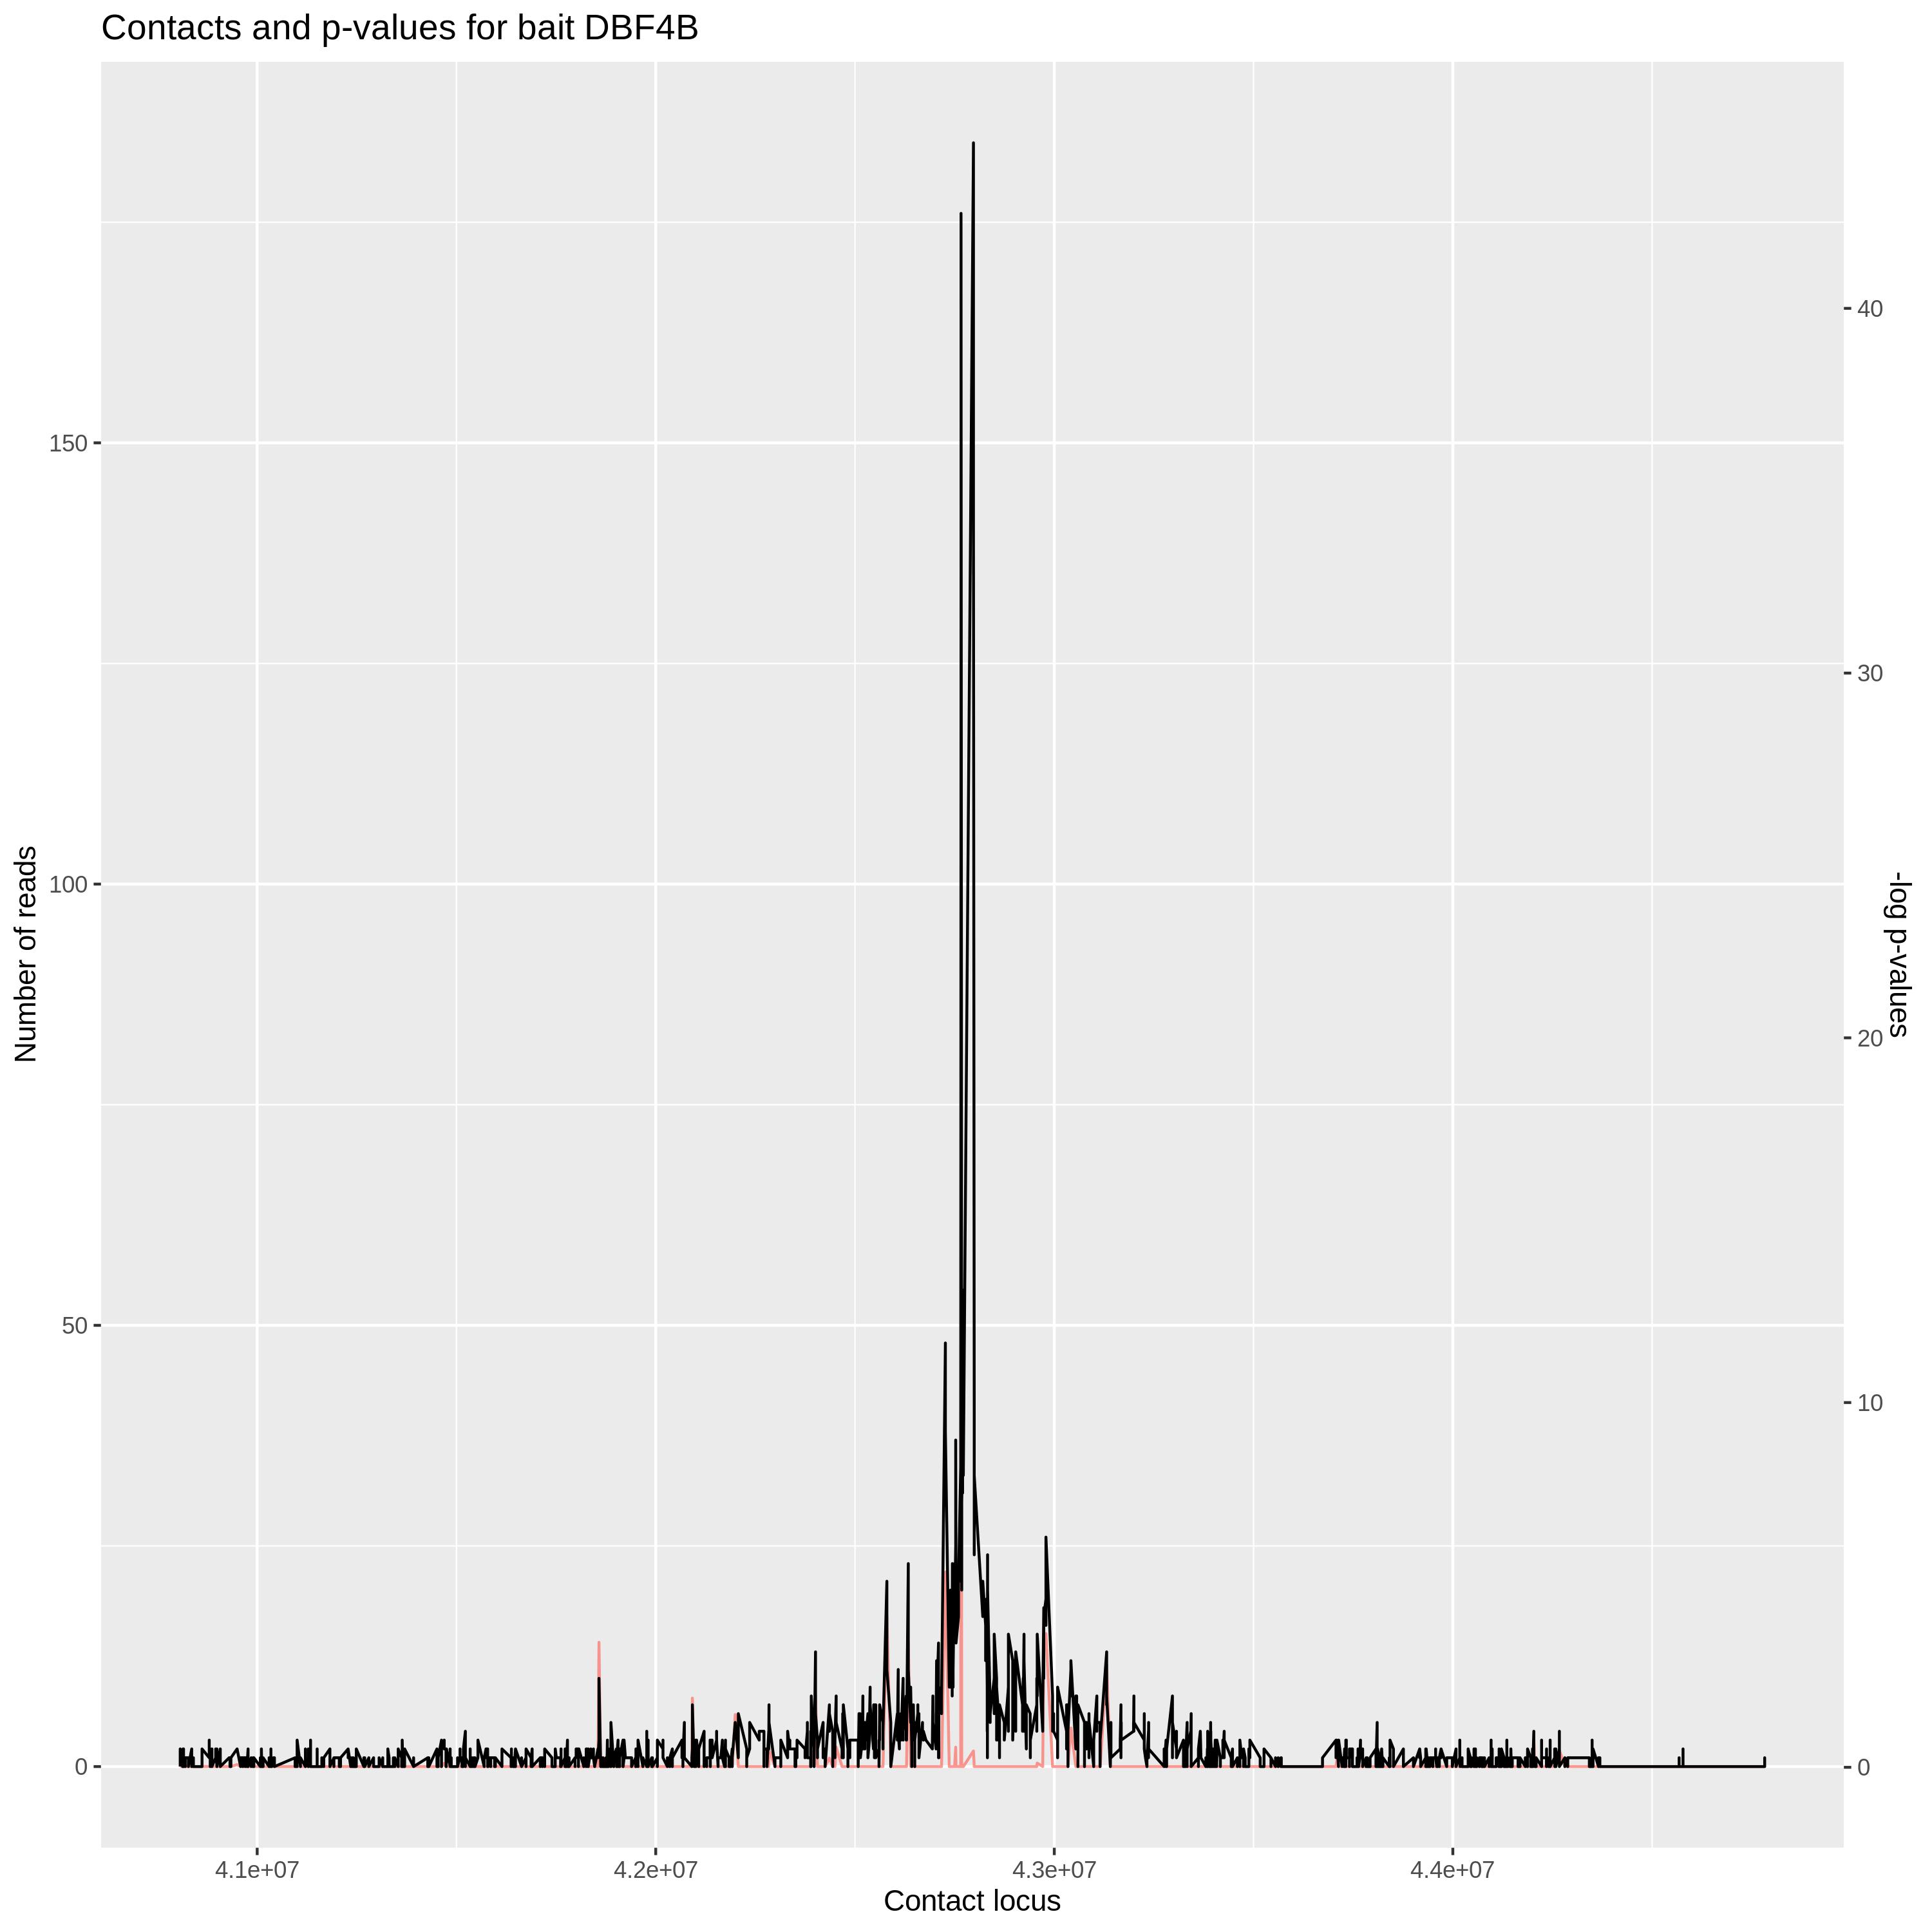 Contacts and p-values for bait DBF4B
150
100
50
0
Number of reads
40
30
20
10
0
-log p-values
4.1e+07 4.2e+07 4.3e+07 4.4e+07
Contact locus